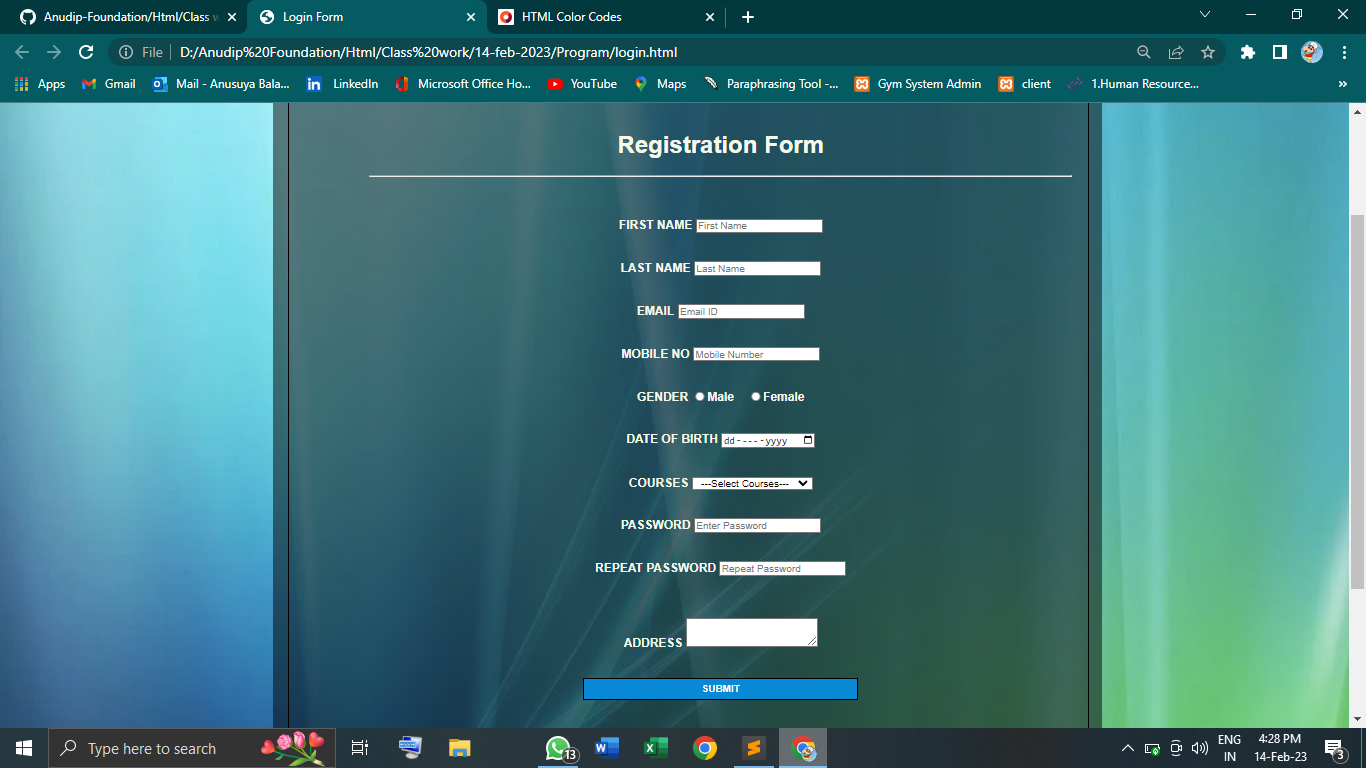 Anudip-Foundation/Html/Class w
Login Form
HTML Color Codes
File
D:/Anudip%20Foundation/Html/Class%20work/14-feb-2023/Program/login.html
Apps
Gmail
Mail - Anusuya Bala...
LinkedIn
Microsoft Office Ho...
YouTube
Maps
Paraphrasing Tool -...
Gym System Admin
client
1.Human Resource...
»
Registration Form
FIRST NAME First Name
LAST NAME Last Name
EMAIL Email ID
MOBILE NO Mobile Number
GENDER Male Female
DATE OF BIRTH dd-----yyyy
COURSES ---Select Courses---
PASSWORD Enter Password
REPEAT PASSWORD Repeat Password
ADDRESS
SUBMIT
Type here to search
13
ENG
IN
4:28 PM
14-Feb-23
3